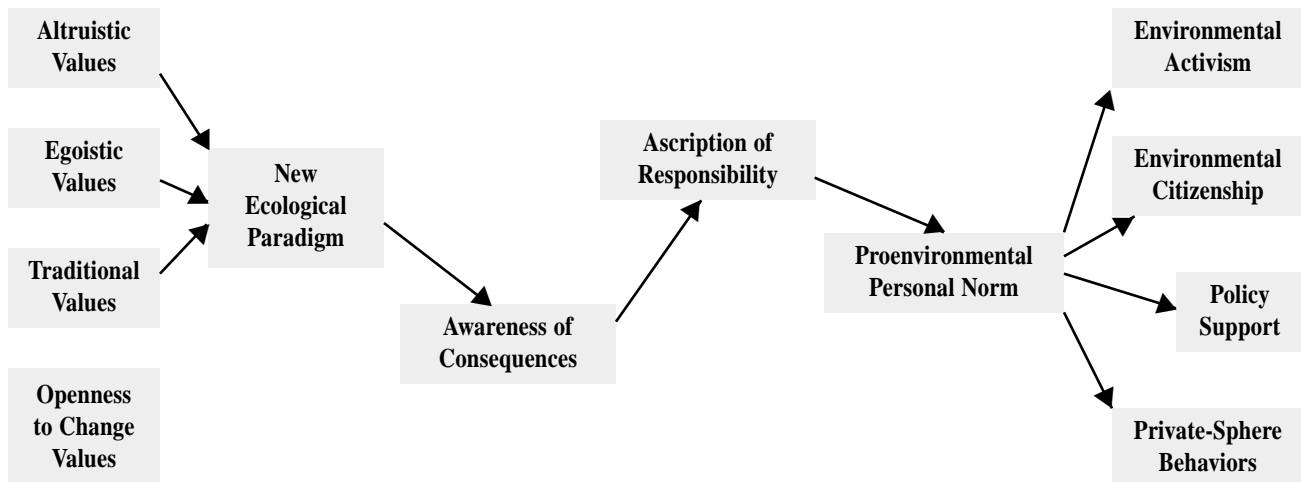 Altruistic
Values
Egoistic
Values
Traditional
Values
Openness
to Change
Values
New
Ecological
Paradigm
Awareness of
Consequences
Ascription of
Responsibility
Proenvironmental
Personal Norm
Environmental
Activism
Environmental
Citizenship
Policy
Support
Private-Sphere
Behaviors